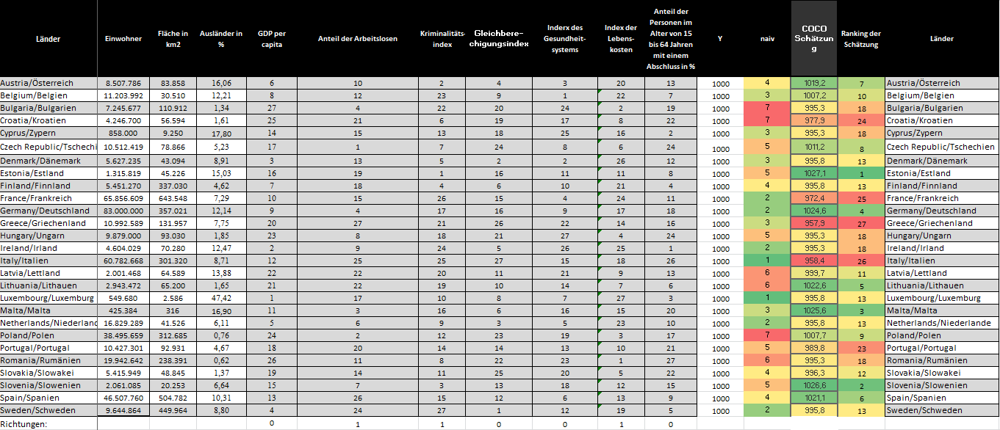 Länder Einwohner Fläche in km2 Ausländer in % GDP per capita Anteil der Arbeitslosen Kriminalitäts-index Gleichbere-chigungsindex Inderx des Gesundheit-systems Index der Lebens-kosten Anteil der Personen im Alter von 15 bis 64 Jahren mit einem Abschluss in % Y naiv COCO Schätzung Ranking der Schätzung Länder
Austria/Österreich 8.507.786 83.858 16,06 6 10 2 4 3 20 13 1000 4 1019,2 7 Austria/Österreich
Belgium/Belgien 11.203.992 30.510 12,21 8 12 23 9 1 22 7 1000 3 1007,2 10 Belgium/Belgien
Bulgaria/Bulgarien 7.245.677 110.912 1,34 27 4 22 20 24 2 19 1000 7 995,3 18 Bulgaria/Bulgarien
Croatia/Kroatien 4.246.700 56.594 1,61 25 21 6 19 17 8 22 1000 7 977,9 24 Croatia/Kroatien
Cyprus/Zypern 858.000 9.250 17,80 14 15 13 18 25 16 2 1000 3 995,3 18 Cyprus/Zypern
Czech Republic/Tschechi 10.512.419 78.866 5,23 17 1 7 24 8 6 24 1000 5 1011,2 8 Czech Republic/Tschechien
Denmark/Dänemark 5.627.235 43.094 8,91 3 13 5 2 2 26 12 1000 3 995,8 13 Denmark/Dänemark
Estonia/Estland 1.315.819 45.226 15,03 16 19 1 16 11 11 8 1000 5 1027,1 1 Estonia/Estland
Finland/Finnland 5.451.270 337.030 4,62 7 18 4 6 10 21 4 1000 4 995,8 13 Finland/Finnland
France/Frankreich 65.856.609 643.548 7,29 10 15 26 15 4 24 11 1000 2 972,4 25 France/Frankreich
Germany/Deutschland 83.000.000 357.021 12,14 9 4 17 16 9 17 18 1000 2 1024,6 4 Germany/Deutschland
Greece/Griechenland 10.992.589 131.957 7,75 20 27 21 26 22 14 16 1000 3 957,9 27 Greece/Griechenland
Hungary/Ungarn 9.879.000 93.030 1,85 23 8 18 21 27 4 24 1000 5 995,3 18 Hungary/Ungarn
Ireland/Irland 4.604.029 70.280 12,47 2 9 24 5 26 25 1 1000 2 995,3 18 Ireland/Irland
Italy/Italien 60.782.668 301.320 8,71 12 25 25 27 15 18 26 1000 1 958,4 26 Italy/Italien
Latvia/Lettland 2.001.468 64.589 13,88 22 22 20 11 21 9 13 1000 6 999,7 11 Latvia/Lettland
Lithuania/Lithauen 2.943.472 65.200 1,65 21 22 19 10 14 7 6 1000 6 1022,6 5 Lithuania/Lithauen
Luxembourg/Luxemburg 549.680 2.586 47,42 1 17 10 8 7 27 3 1000 1 995,8 13 Luxembourg/Luxemburg
Malta/Malta 425.384 316 16,90 11 3 16 6 16 15 20 1000 3 1025,6 3 Malta/Malta
Netherlands/Niederlanc 16.829.289 41.526 6,11 5 6 9 3 5 23 10 1000 2 995,8 13 Netherlands/Niederlande
Poland/Polen 38.495.659 312.685 0,76 24 2 12 23 19 3 17 1000 7 1007,7 9 Poland/Polen
Portugal/Portugal 10.427.301 92.931 4,67 18 20 14 14 13 10 21 1000 5 989,8 23 Portugal/Portugal
Romania/Rumänien 19.942.642 238.391 0,62 26 11 8 22 23 1 27 1000 6 995,3 18 Romania/Rumänien
Slovakia/Slowakei 5.415.949 48.845 1,37 19 14 11 25 20 5 22 1000 4 996,3 12 Slovakia/Slowakei
Slovenia/Slowenien 2.061.085 20.253 6,64 15 7 3 13 18 12 15 1000 5 1026,6 2 Slovenia/Slowenien
Spain/Spanien 46.507.760 504.782 10,31 13 26 15 12 6 13 9 1000 4 1021,1 6 Spain/Spanien
Sweden/Schweden 9.644.864 449.964 8,80 4 24 27 1 12 19 5 1000 2 995,8 13 Sweden/Schweden
Richtungen: 0 1 1 0 0 1 0